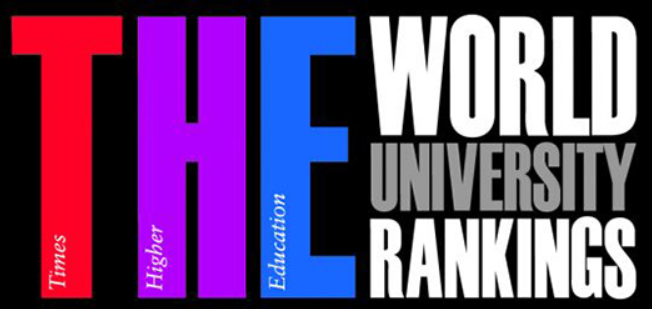 THE
Times
Higher
Education
WORLD
UNIVERSITY
RANKINGS